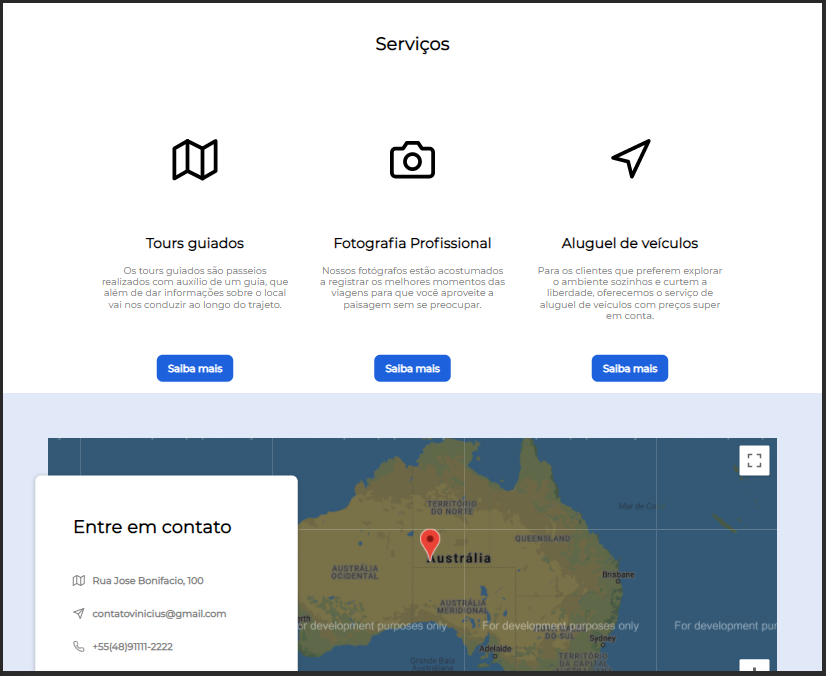 Serviços
Tours guiados
Os tours guiados são passeios
realizados com auxílio de um guia, que
além de dar informações sobre o local
vai nos conduzir ao longo do trajeto.
Saiba mais
Fotografia Profissional
Nossos fotógrafos estão acostumados
a registrar os melhores momentos das
viagens para que você aproveite a
paisagem sem se preocupar.
Saiba mais
Aluguel de veículos
Para os clientes que preferem explorar
o ambiente sozinhos e curtem a
liberdade, oferecemos o serviço de
aluguel de veículos com preços super
em conta.
Saiba mais
Entre em contato
Rua Jose Bonifacio, 100
contatovinicius@gmail.com
+55(48)91111-2222
TERRITÓRIO
DO NORTE
Mar de Co
QUEENSLAND
Austrália
AUSTRÁLIA
OCIDENTAL
Brisbane
AUSTRÁLIA
MERIDIONAL
erth
or development purposes only
For development purposes only
For development pur
DO SUL
Sydney
Adelaide
Grande Baía
Australiana
TERRITÓRIO
DA CAPITAL